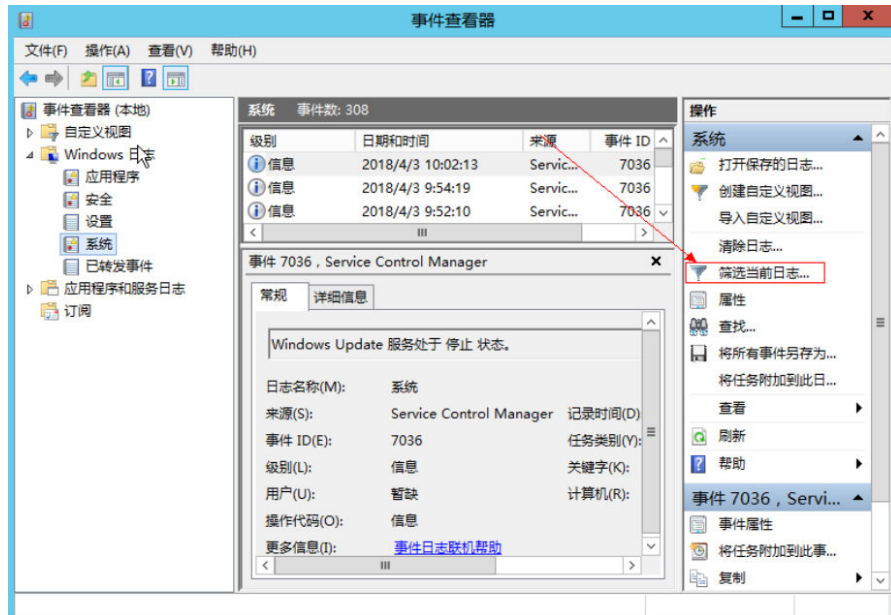 事件查看器
文件(F) 操作(A) 查看(V) 帮助(H)
事件查看器 (本地)
自定义视图
Windows 日志
应用程序
安全
设置
系统
已转发事件
应用程序和服务日志
订阅
系统 事件数: 308
级别 日期和时间 来源 事件 ID
信息 2018/4/3 10:02:13 Servic... 7036
信息 2018/4/3 9:54:19 Servic... 7036
信息 2018/4/3 9:52:10 Servic... 7036
事件 7036，Service Control Manager
常规 详细信息
Windows Update 服务处于 停止 状态。
日志名称(M): 系统
来源(S): Service Control Manager 记录时间(D)
事件 ID(E): 7036 任务类别(Y):
级别(L): 信息 关键字(K):
用户(U): 暂缺 计算机(R):
操作代码(O): 信息
更多信息(I): 事件日志联机帮助
操作
系统
打开保存的日志...
创建自定义视图...
导入自定义视图...
清除日志...
筛选当前日志...
属性
查找...
将所有事件另存为...
将任务附加到此日...
查看
刷新
帮助
事件 7036，Servi...
事件属性
将任务附加到此事...
复制